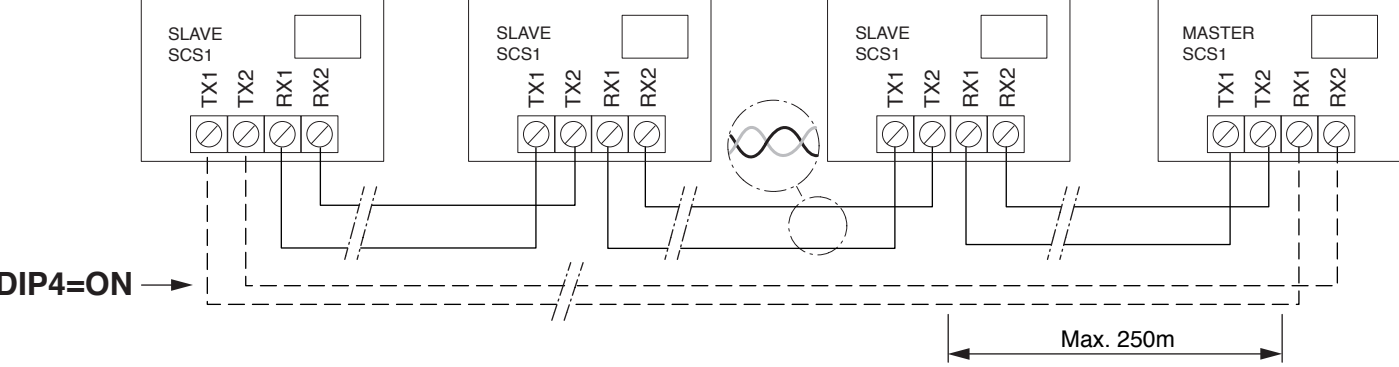 SLAVE
SCS1
TX1
TX2
RX1
RX2
SLAVE
SCS1
TX1
TX2
RX1
RX2
SLAVE
SCS1
TX1
TX2
RX1
RX2
MASTER
SCS1
TX1
TX2
RX1
RX2
DIP4=ON
Max. 250m